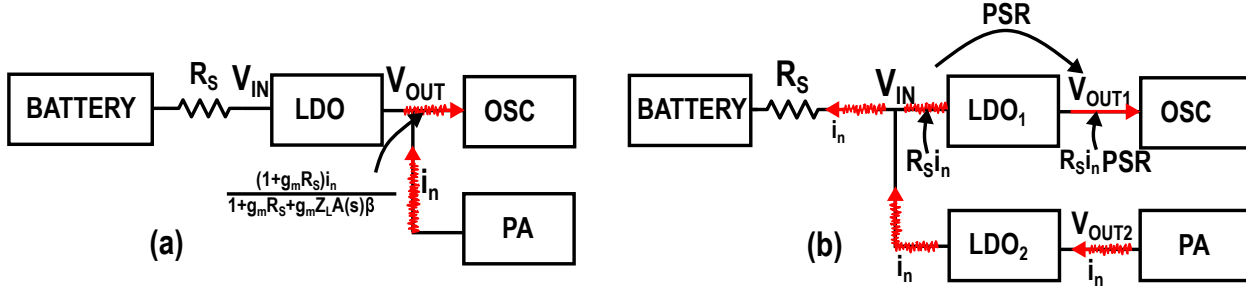 BATTERY
R_S
V_IN
LDO
V_OUT
OSC
(1+g_mR_S)i_n
1+g_mR_S+g_mZ_LA(s)β
i_n
PA
(a)
PSR
BATTERY
R_S
V_IN
LDO_1
V_OUT1
OSC
i_n
R_Si_n
R_Si_nPSR
LDO_2
V_OUT2
i_n
PA
i_n
(b)